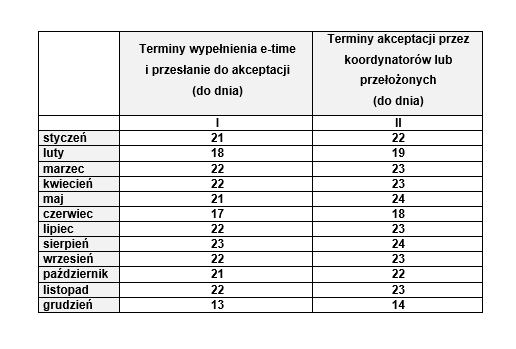 Terminy wypełnienia e-time
i przesłanie do akceptacji
(do dnia)
Terminy akceptacji przez
koordynatorów lub
przełożonych
(do dnia)
I II
styczeń 21 22
luty 18 19
marzec 22 23
kwiecień 22 23
maj 21 24
czerwiec 17 18
lipiec 22 23
sierpień 23 24
wrzesień 22 23
październik 21 22
listopad 22 23
grudzień 13 14